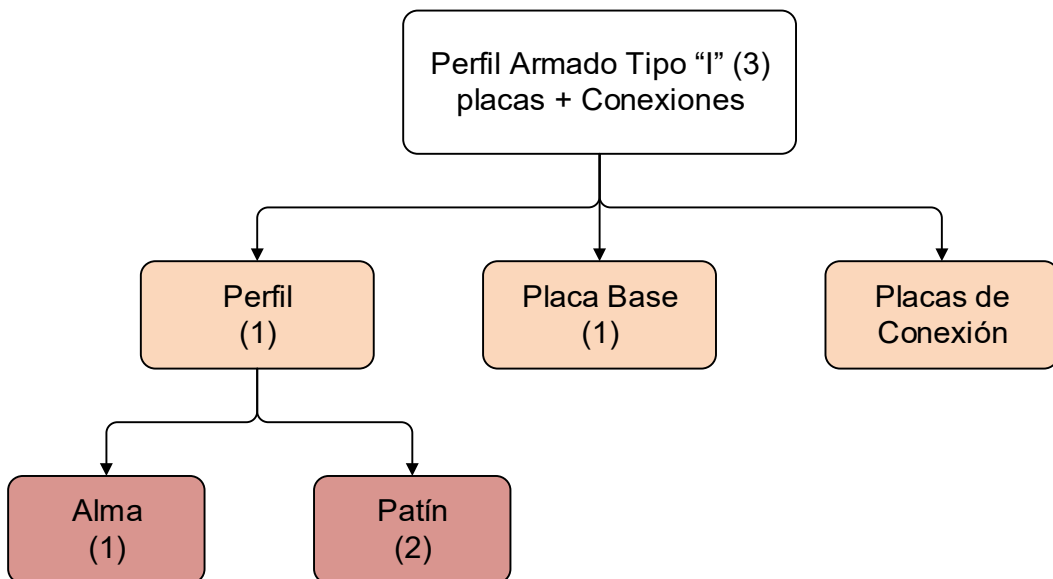 Perfil Armado Tipo “I” (3)
placas + Conexiones
Perfil
(1)
Placa Base
(1)
Placas de
Conexión
Alma
(1)
Patín
(2)